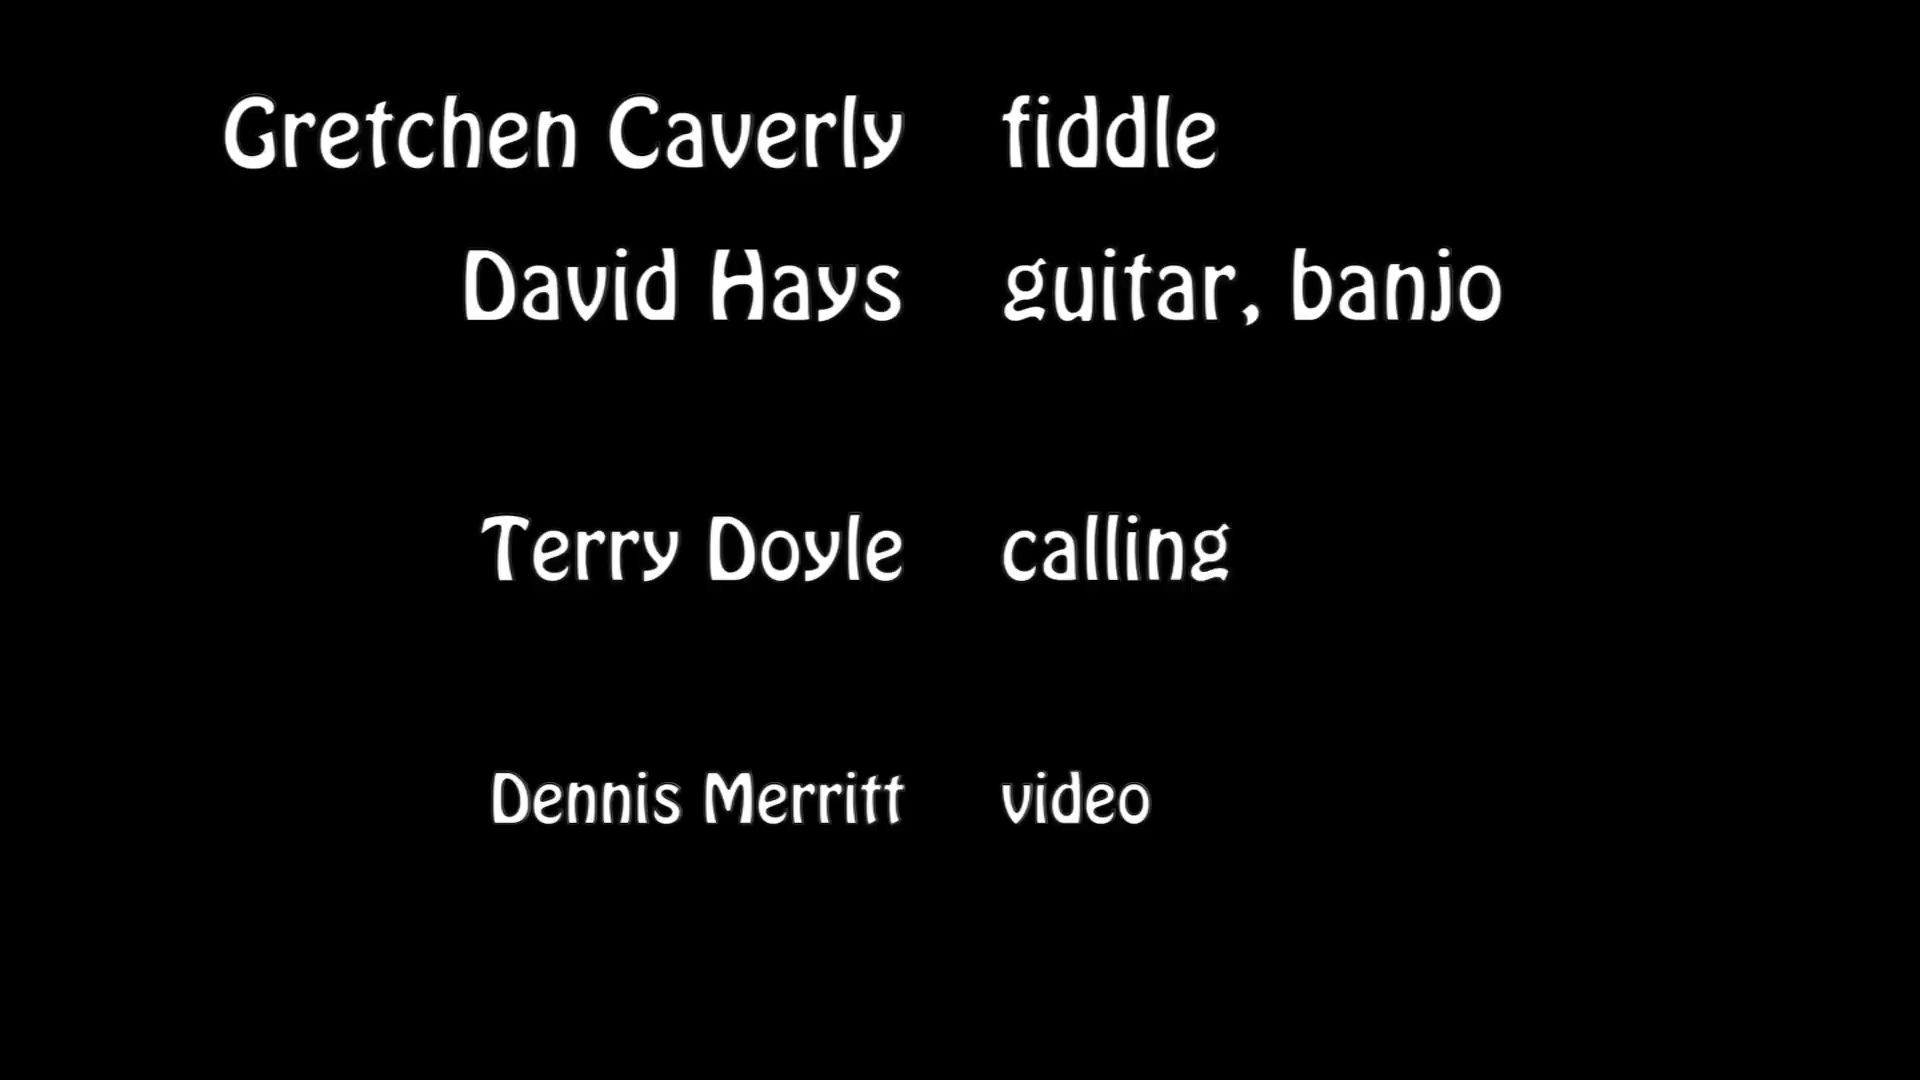 Gretchen Caverly fiddle
David Hays guitar, banjo
Terry Doyle calling
Dennis Merritt video